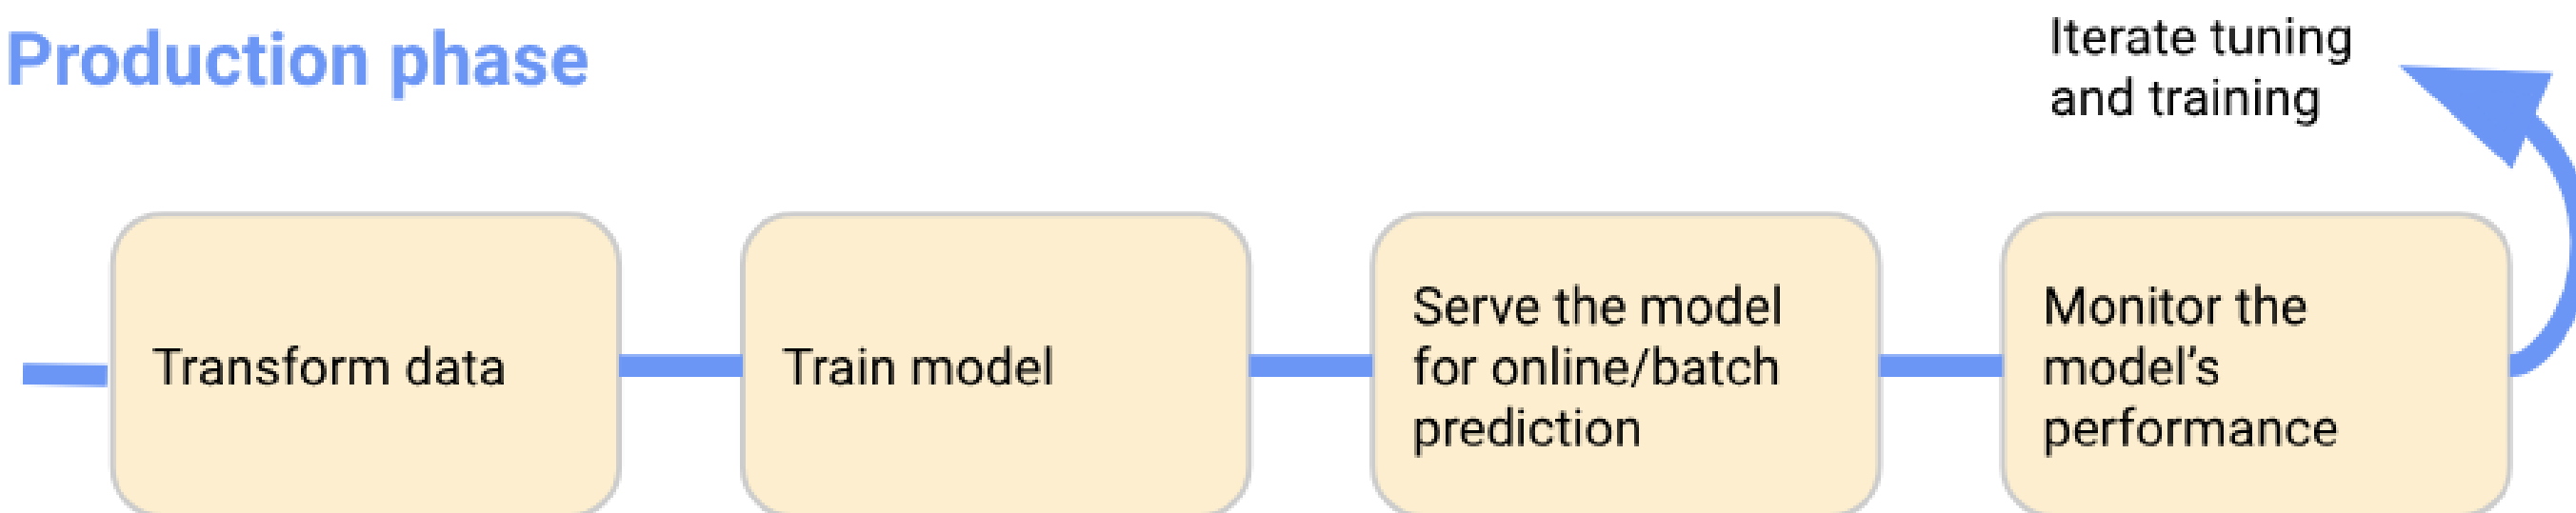 Production phase
Iterate tuning
and training
Transform data
Train model
Serve the model
for online/batch
prediction
Monitor the
model’s
performance